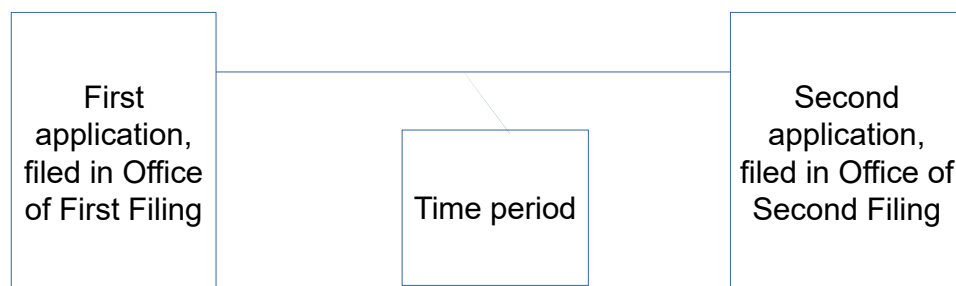 First
application,
filed in Office
of First Filing
Time period
Second
application,
filed in Office of
Second Filing